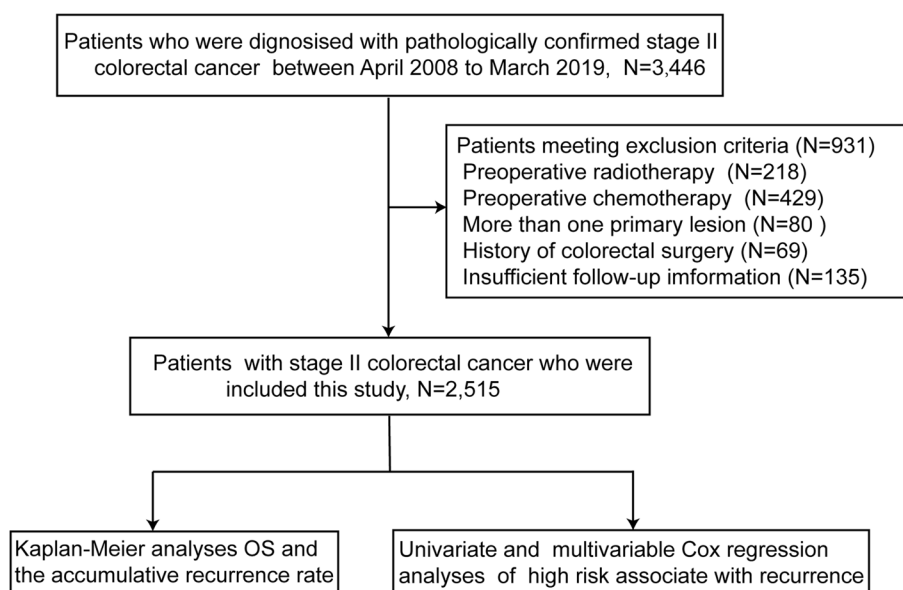 Patients who were dignosised with pathologically confirmed stage II
colorectal cancer between April 2008 to March 2019, N=3,446
Patients meeting exclusion criteria (N=931)
Preoperative radiotherapy (N=218)
Preoperative chemotherapy (N=429)
More than one primary lesion (N=80 )
History of colorectal surgery (N=69)
Insufficient follow-up imformation (N=135)
Patients with stage II colorectal cancer who were
included this study, N=2,515
Kaplan-Meier analyses OS and
the accumulative recurrence rate
Univariate and multivariable Cox regression
analyses of high risk associate with recurrence